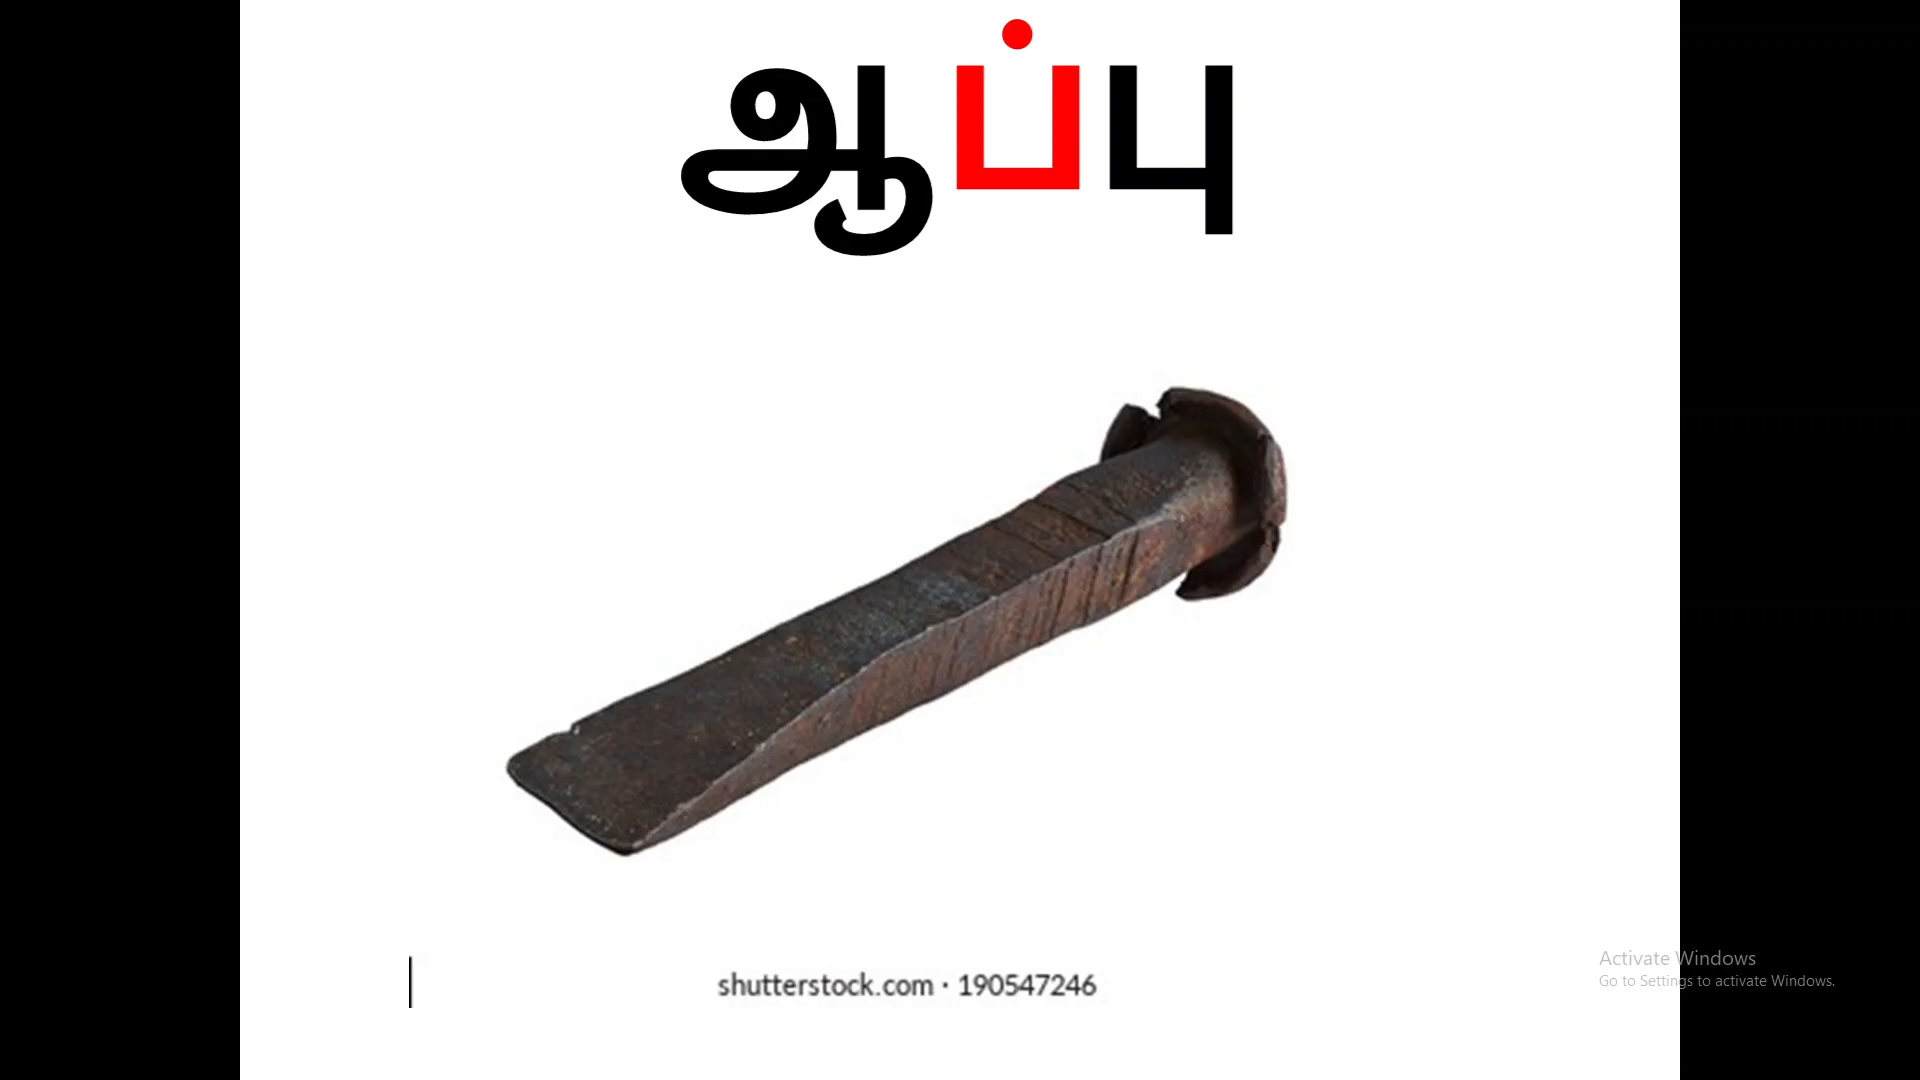 ஆப்பு
shutterstock.com · 190547246
Activate Windows
Go to Settings to activate Windows.